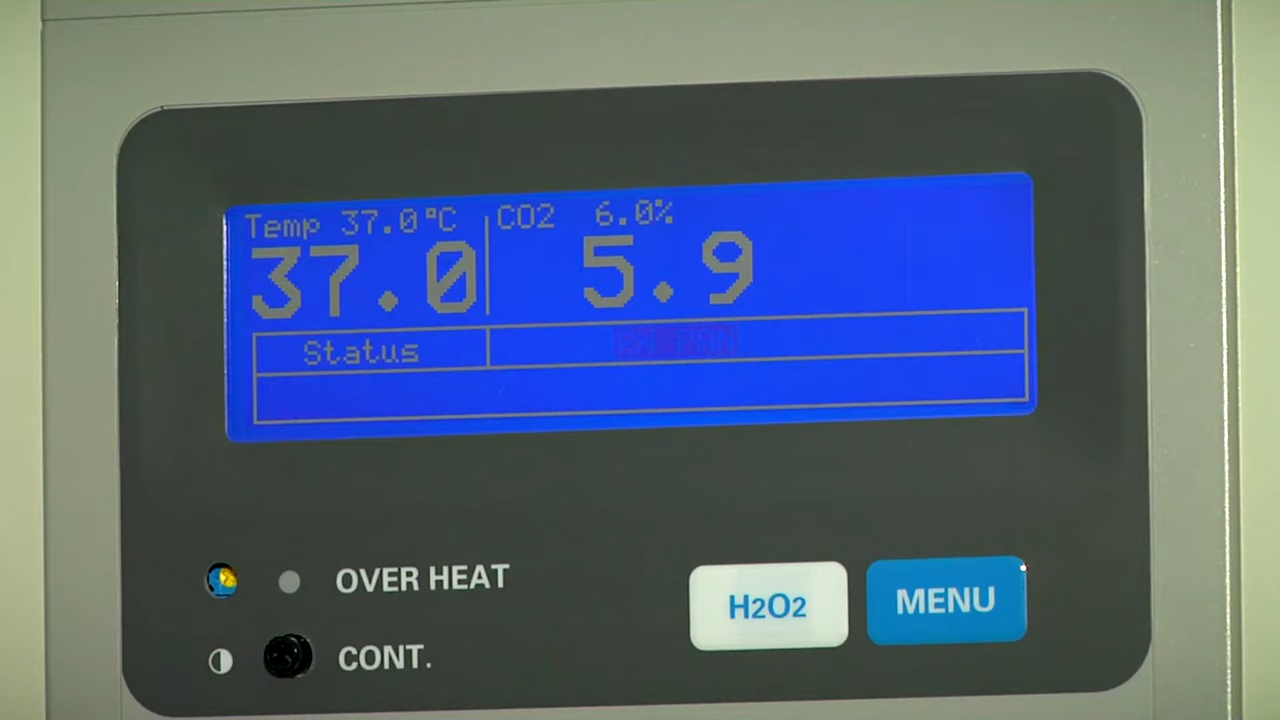 Temp 37.0°C CO2 6.0%
37.0 5.9
Status
OVER HEAT
H2O2 MENU
CONT.